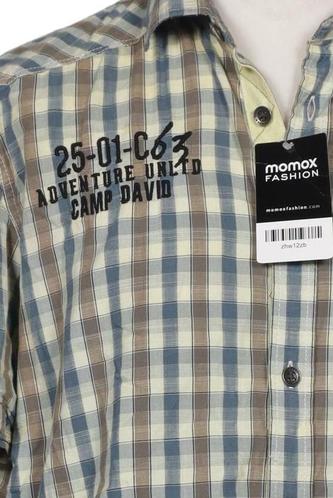 25-01-C63
ADVENTURE UNLTD
CAMP DAVID
momox
FASHION
momoxfashion.com
zhw12zb